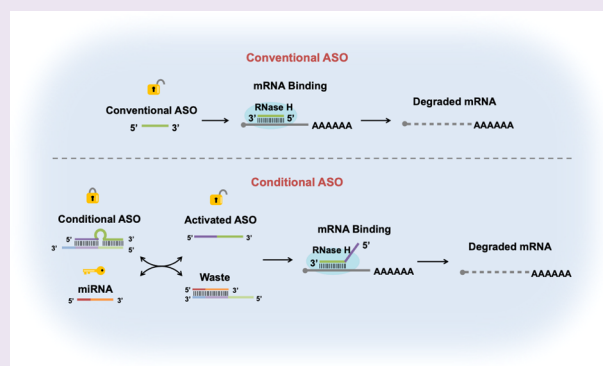 Conventional ASO
mRNA Binding
Conventional ASO
5' 3'
RNase H
3' 5'
AAAAAA
Degraded mRNA
AAAAAA
Conditional ASO
Conditional ASO
5' 3'
3' 5'
miRNA
5' 3'
Activated ASO
5' 3'
Waste
5' 3'
3' 5'
mRNA Binding
RNase H
3' 5'
AAAAAA
Degraded mRNA
AAAAAA